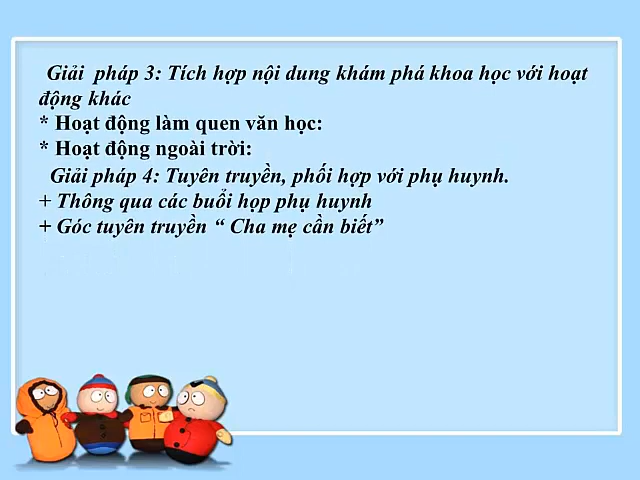 Giải pháp 3: Tích hợp nội dung khám phá khoa học với hoạt
động khác
* Hoạt động làm quen văn học:
* Hoạt động ngoài trời:
Giải pháp 4: Tuyên truyền, phối hợp với phụ huynh.
+ Thông qua các buổi họp phụ huynh
+ Góc tuyên truyền “ Cha mẹ cần biết”